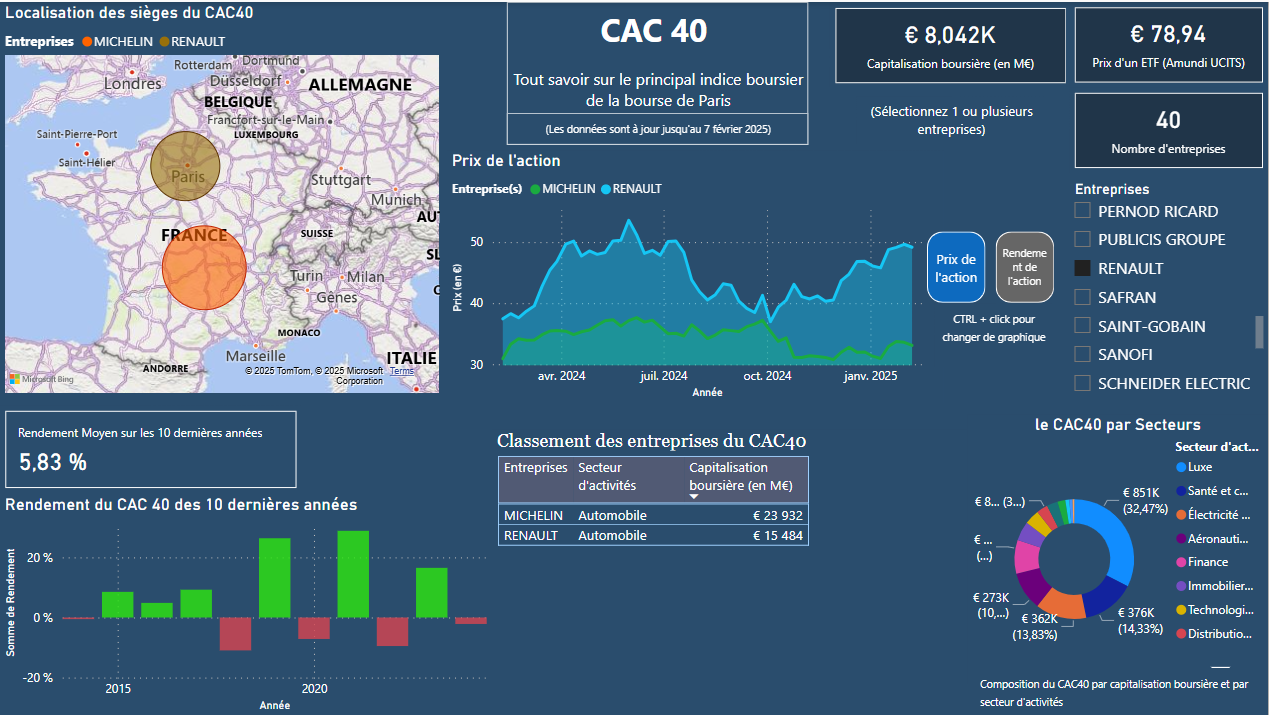 Localisation des sièges du CAC40
Entreprises MICHELIN RENAULT
Rotterdam
Dortmund
Londres
Düsseldorf
ALLEMAGNE
BELGIQUE
Francfort-sur-le-Main
LUXEMBOURG
Saint-Pierre-Port
Saint-Hélier
Paris
Stuttgart
Munich
AUT
FRANCE
SUISSE
SL
Turin
Milan
Gênes
MONACO
Marseille
ITALIE
ANDORRE
© 2025 TomTom, © 2025 Microsoft Corporation
Terms
Microsoft Bing
CAC 40
Tout savoir sur le principal indice boursier
de la bourse de Paris
(Les données sont à jour jusqu'au 7 février 2025)
€ 8,042K
Capitalisation boursière (en M€)
€ 78,94
Prix d'un ETF (Amundi UCITS)
(Sélectionnez 1 ou plusieurs
entreprises)
40
Nombre d'entreprises
Prix de l'action
Entreprise(s) MICHELIN RENAULT
Prix (en €)
50
40
30
avr. 2024
juil. 2024
oct. 2024
janv. 2025
Année
Prix de
l'action
Rendeme
nt de
l'action
CTRL + click pour
changer de graphique
Entreprises
PERNOD RICARD
PUBLICIS GROUPE
RENAULT
SAFRAN
SAINT-GOBAIN
SANOFI
SCHNEIDER ELECTRIC
Rendement Moyen sur les 10 dernières années
5,83 %
Rendement du CAC 40 des 10 dernières années
Somme de Rendement
20 %
0 %
-20 %
2015
2020
Année
Classement des entreprises du CAC40
Entreprises Secteur d'activités Capitalisation boursière (en M€)
MICHELIN Automobile € 23 932
RENAULT Automobile € 15 484
le CAC40 par Secteurs
Secteur d'act...
Luxe
Santé et c...
Électricité ...
Aéronauti...
Finance
Immobilier...
Technologi...
Distributio...
€ 851K
(32,47%)
€ 376K
(14,33%)
€ 362K
(13,83%)
€ 273K
(10,...)
€ ...
(...)
€ 8... (3...)
Composition du CAC40 par capitalisation boursière et par
secteur d'activités